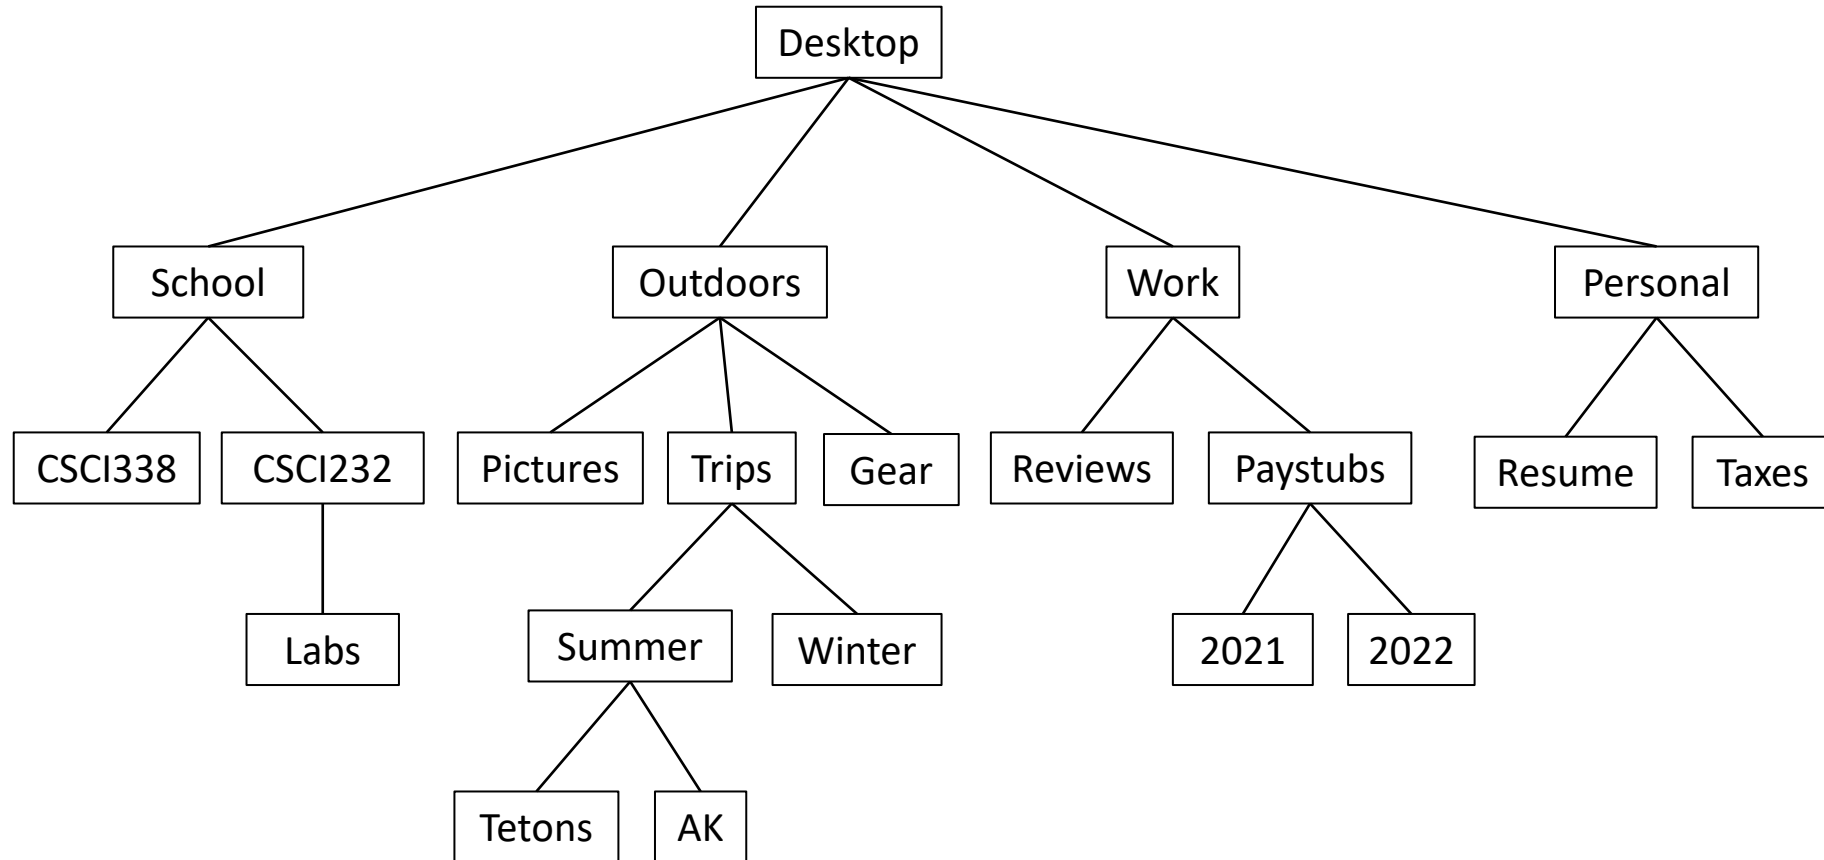 Desktop
School
Outdoors
Work
Personal
CSCI338
CSCI232
Pictures
Trips
Gear
Reviews
Paystubs
Resume
Taxes
Labs
Summer
Winter
2021
2022
Tetons
AK